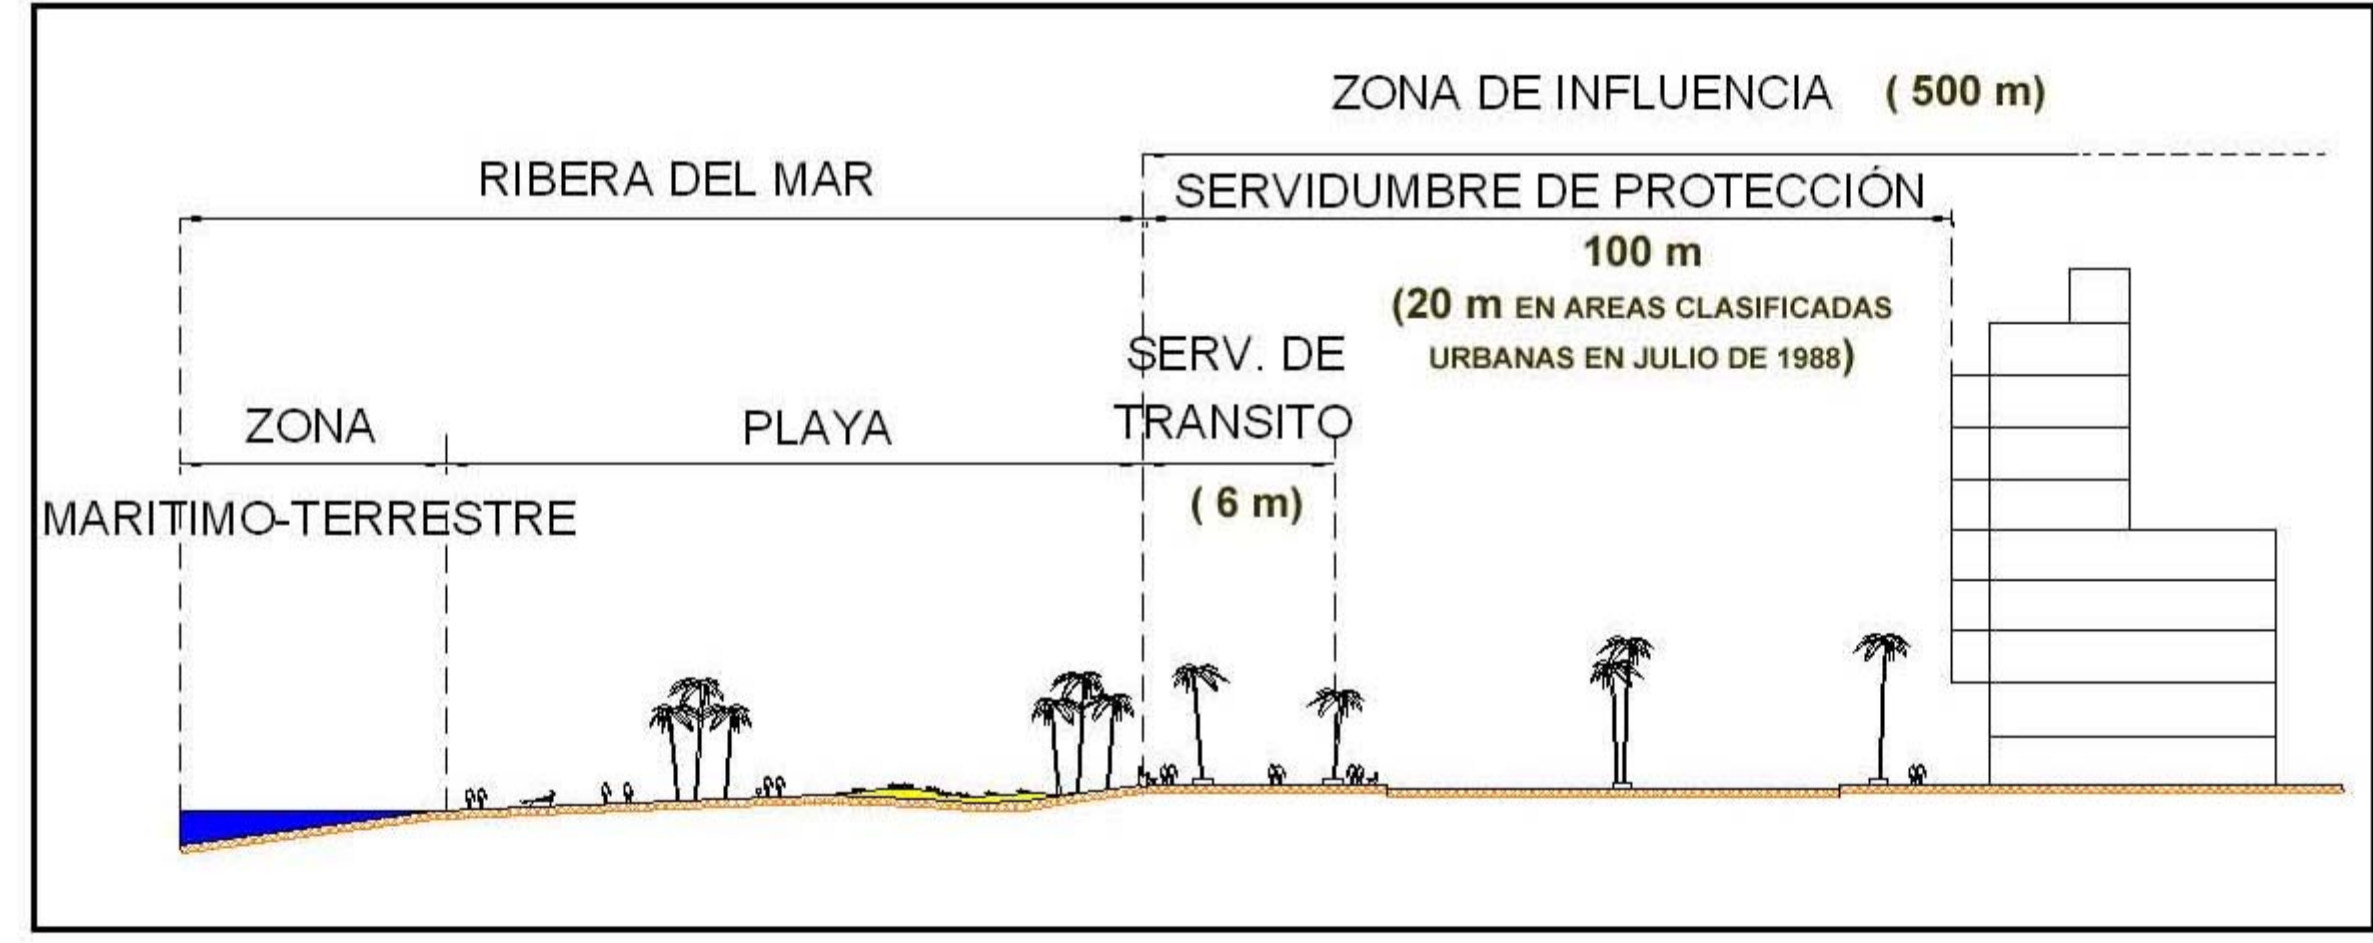 ZONA DE INFLUENCIA ( 500 m)
RIBERA DEL MAR
SERVIDUMBRE DE PROTECCIÓN
100 m
(20 m EN AREAS CLASIFICADAS
URBANAS EN JULIO DE 1988)
SERV. DE
TRANSITO
( 6 m)
ZONA
MARITIMO-TERRESTRE
PLAYA